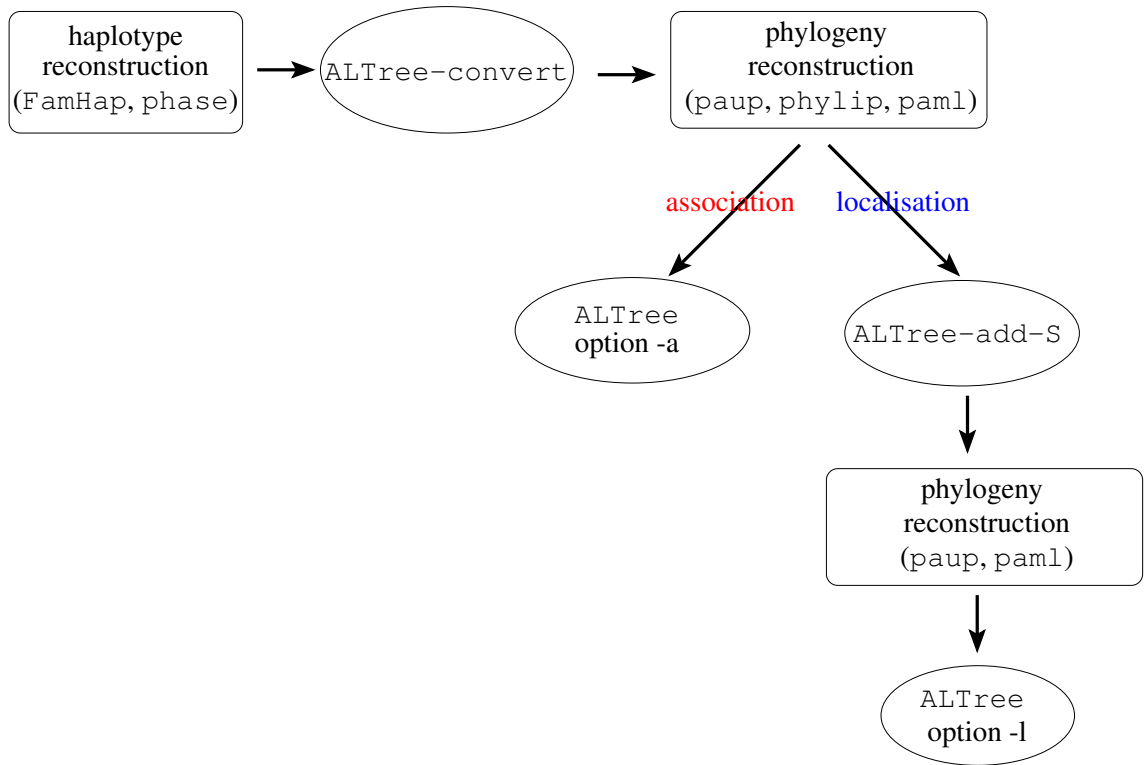 haplotype
reconstruction
(FamHap, phase)
ALTree-convert
phylogeny
reconstruction
(paup, phylip, paml)
association
localisation
ALTree
option -a
ALTree-add-S
phylogeny
reconstruction
(paup, paml)
ALTree
option -l